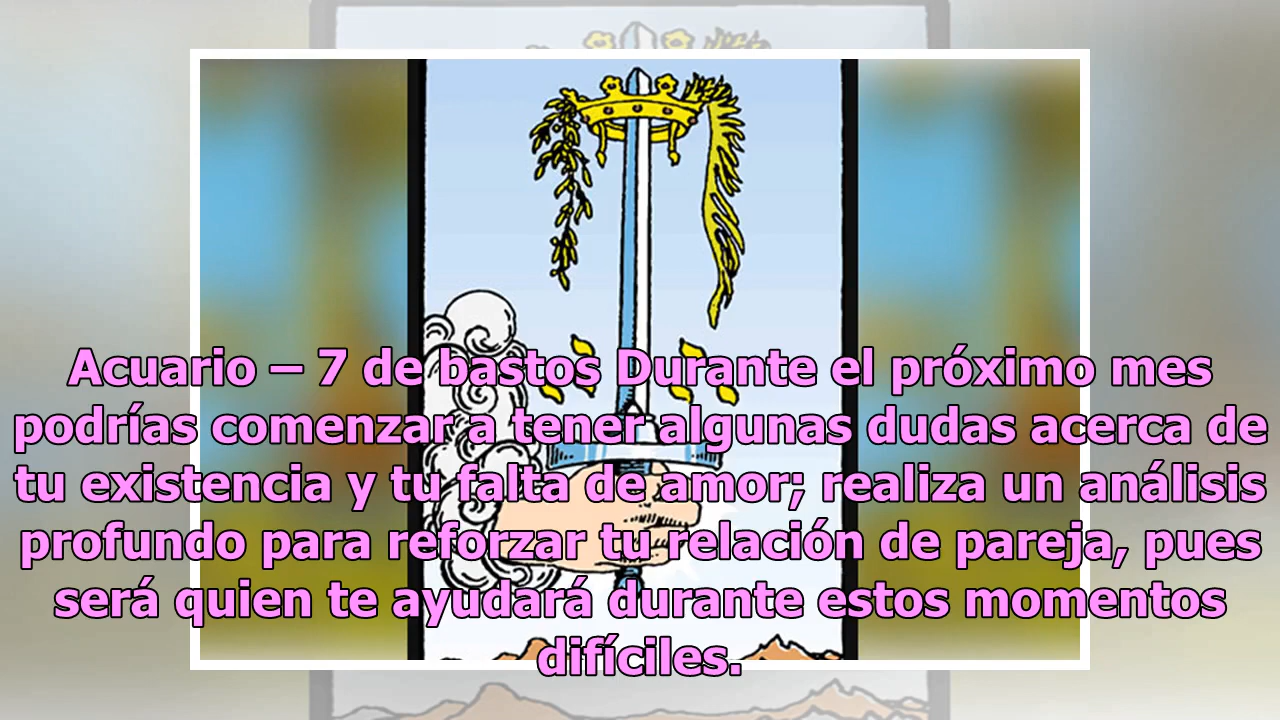 Acuario – 7 de bastos Durante el próximo mes
podrías comenzar a tener algunas dudas acerca de
tu existencia y tu falta de amor; realiza un análisis
profundo para reforzar tu relación de pareja, pues
será quien te ayudará durante estos momentos
difíciles.